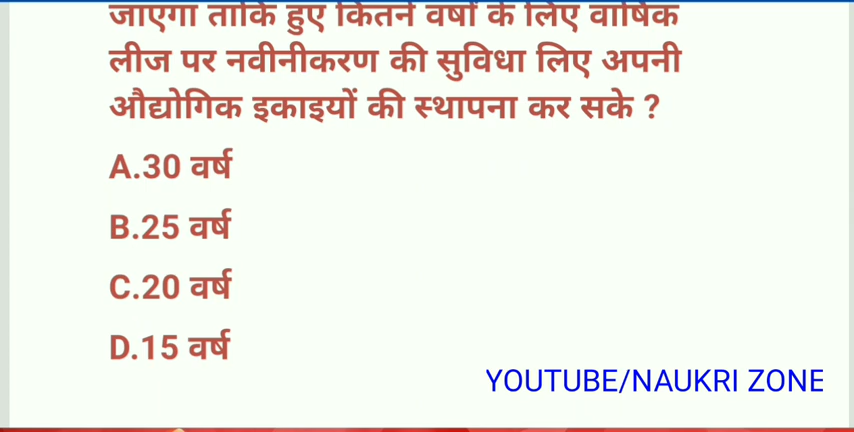 जाएगा ताकि हुए कितने वर्षों के लिए वार्षिक
लीज पर नवीनीकरण की सुविधा लिए अपनी
औद्योगिक इकाइयों की स्थापना कर सके ?
A.30 वर्ष
B.25 वर्ष
C.20 वर्ष
D.15 वर्ष
YOUTUBE/NAUKRI ZONE